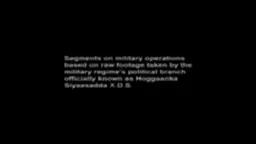 Segments on military operations
based on raw footage taken by the
military regime's political branch
officially known as Hoggaanka
Siyaasadda X.D.S.